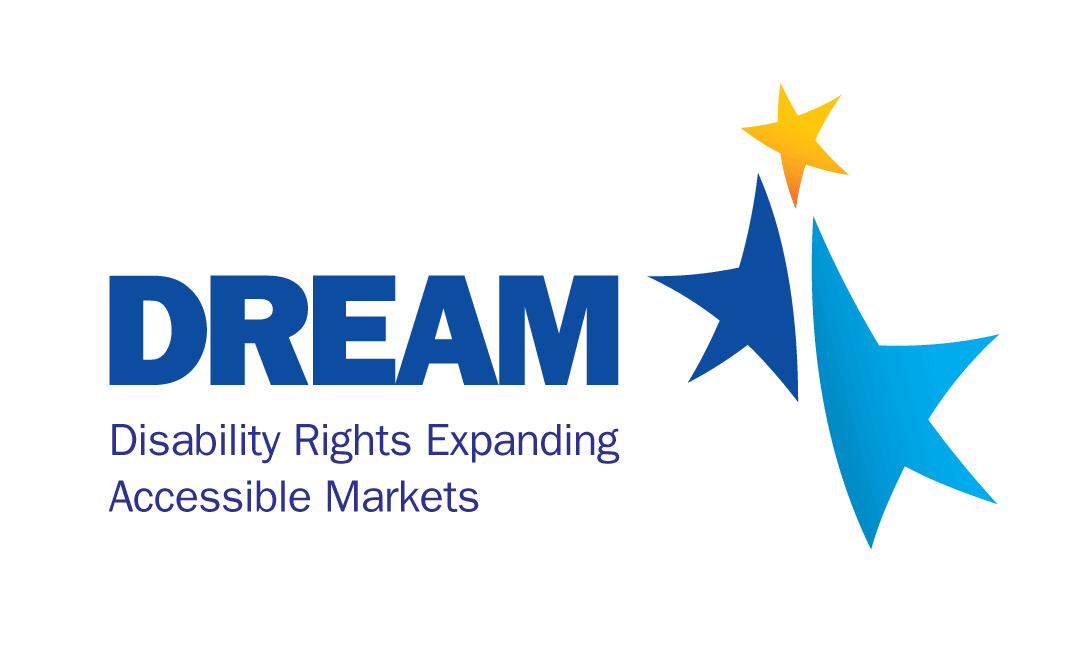 DREAM
Disability Rights Expanding
Accessible Markets